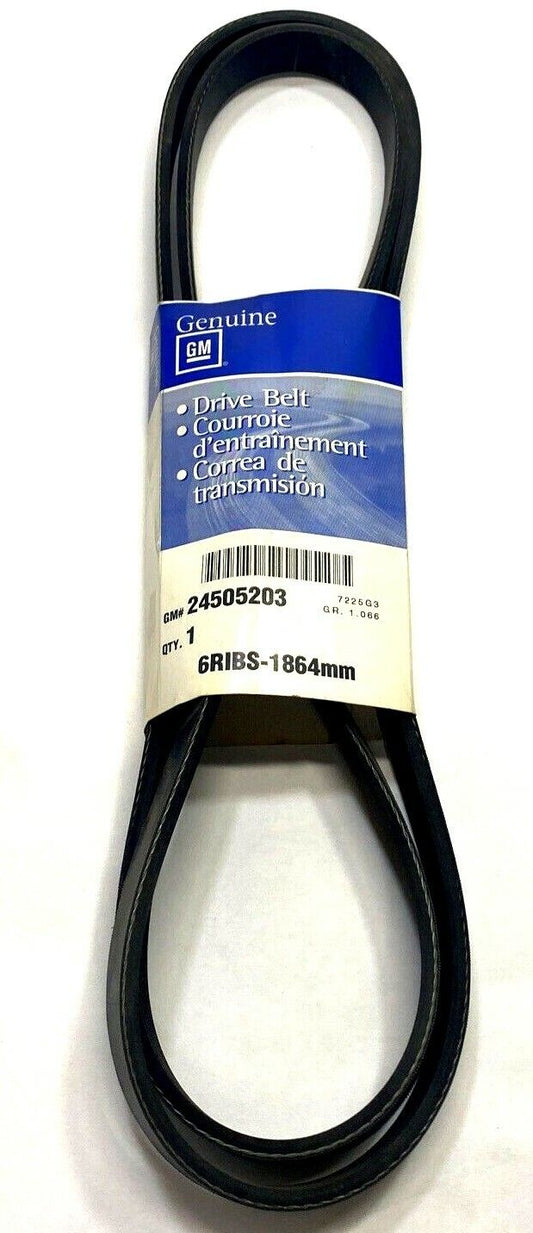 Genuine
GM
• Drive Belt
• Courroie
d'entraînement
• Correa de
transmisión
GM# 24505203
7225G3
GR. 1.066
QTY. 1
6RIBS-1864mm